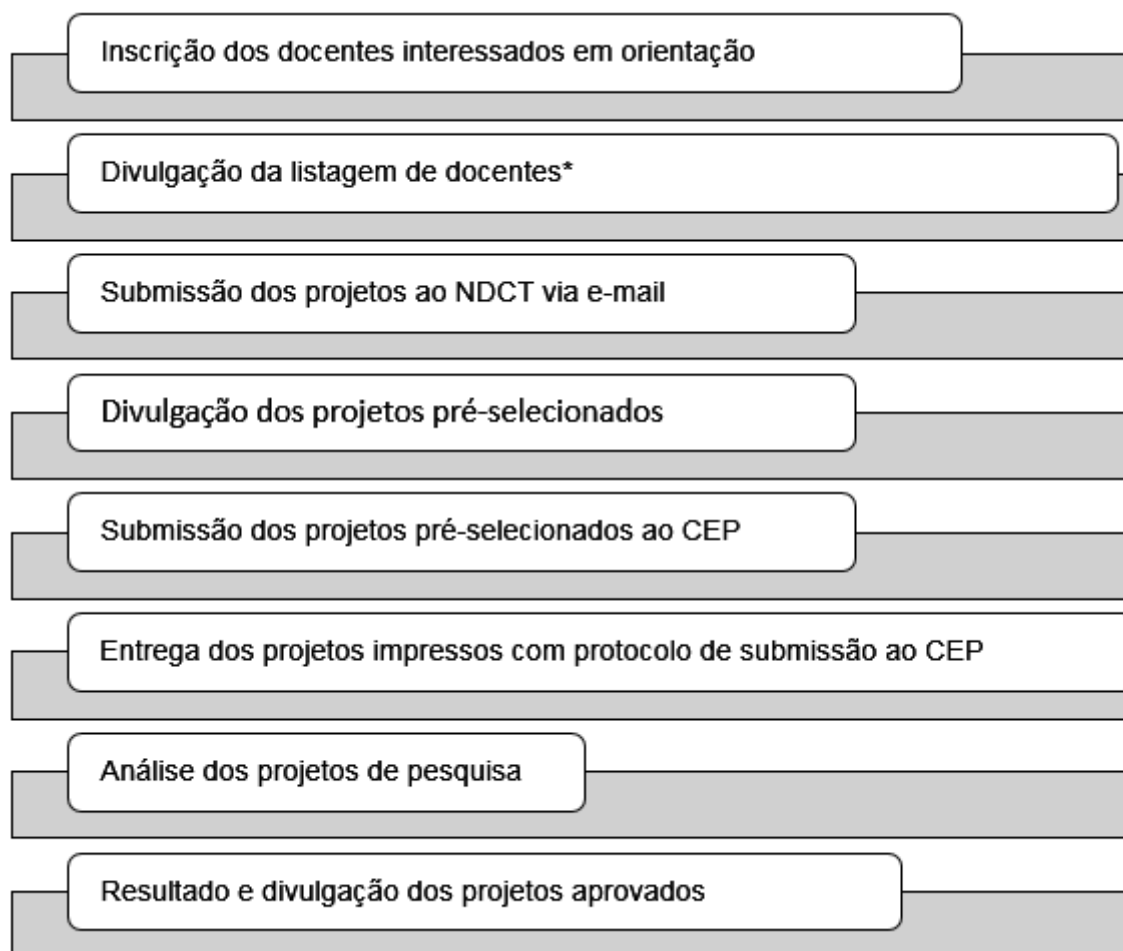 Inscrição dos docentes interessados em orientação
Divulgação da listagem de docentes*
Submissão dos projetos ao NDCT via e-mail
Divulgação dos projetos pré-selecionados
Submissão dos projetos pré-selecionados ao CEP
Entrega dos projetos impressos com protocolo de submissão ao CEP
Análise dos projetos de pesquisa
Resultado e divulgação dos projetos aprovados